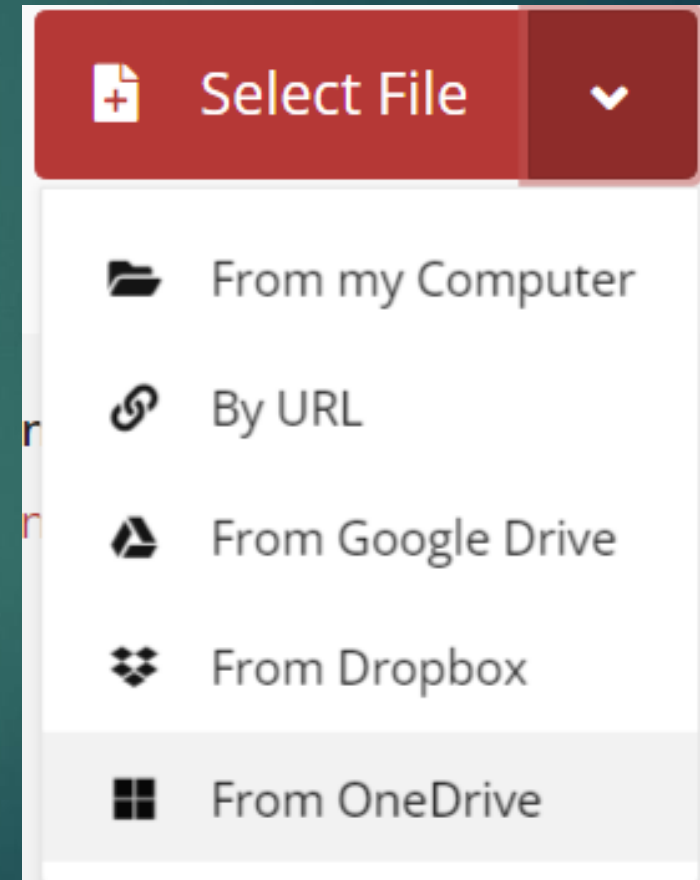 Select File
From my Computer
By URL
From Google Drive
From Dropbox
From OneDrive